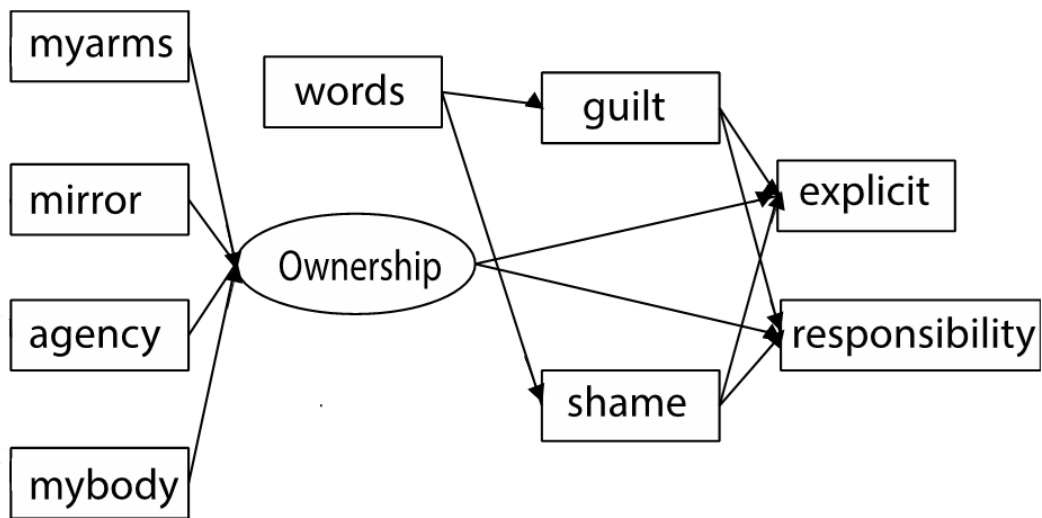 myarms
mirror
agency
mybody
Ownership
words
guilt
shame
explicit
responsibility